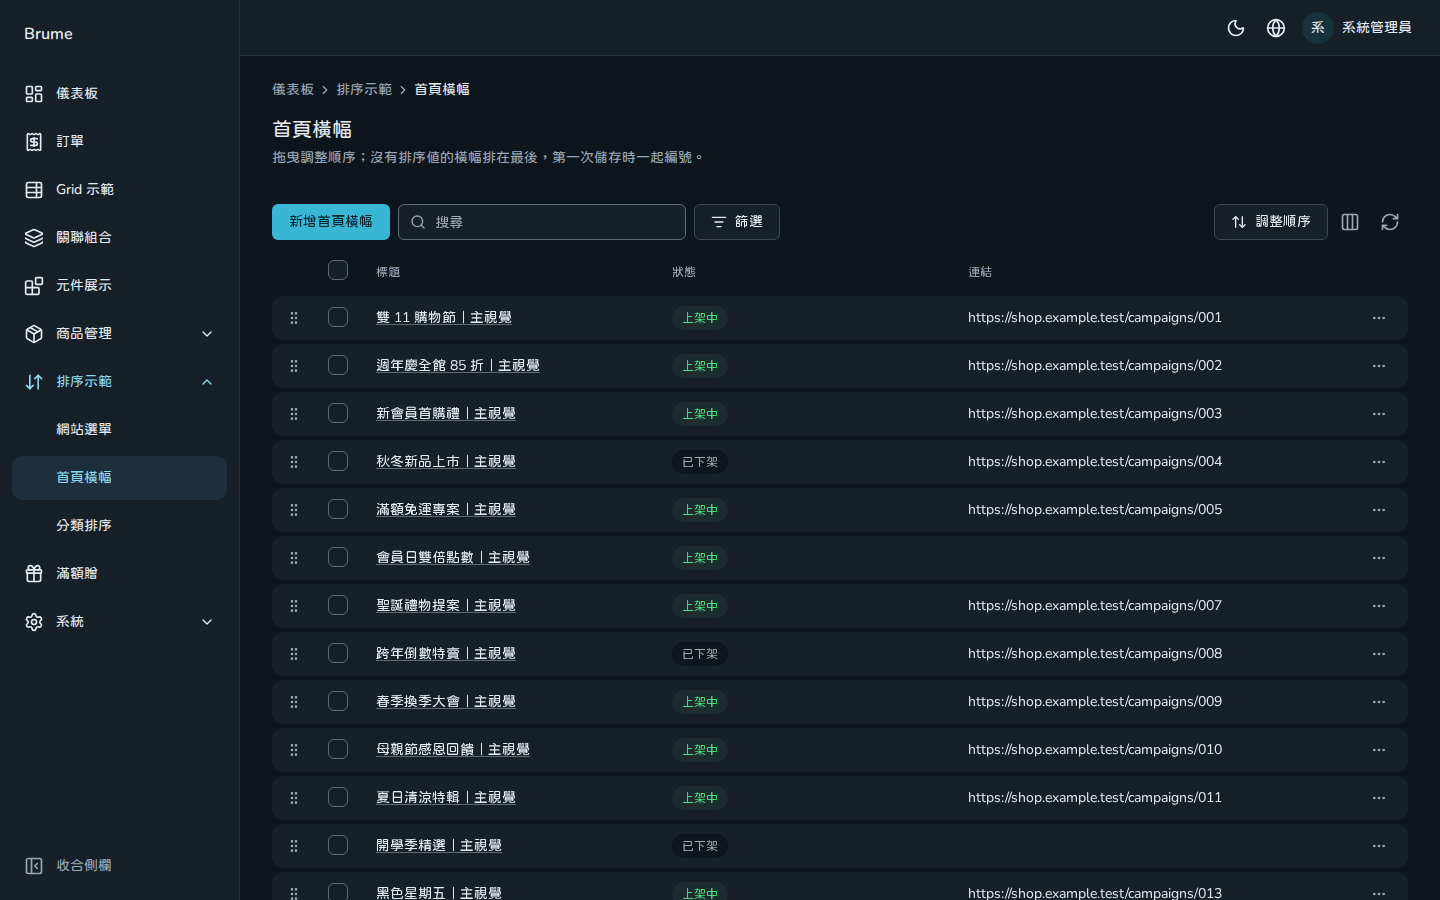 Brume
系 系統管理員
儀表板
訂單
Grid 示範
關聯組合
元件展示
商品管理
排序示範
網站選單
首頁橫幅
分類排序
滿額贈
系統
收合側欄
儀表板 > 排序示範 > 首頁橫幅
首頁橫幅
拖曳調整順序；沒有排序值的橫幅排在最後，第一次儲存時一起編號。
新增首頁橫幅 搜尋 篩選 調整順序
標題 狀態 連結
雙 11 購物節｜主視覺 上架中 https://shop.example.test/campaigns/001
週年慶全館 85 折｜主視覺 上架中 https://shop.example.test/campaigns/002
新會員首購禮｜主視覺 上架中 https://shop.example.test/campaigns/003
秋冬新品上市｜主視覺 已下架 https://shop.example.test/campaigns/004
滿額免運專案｜主視覺 上架中 https://shop.example.test/campaigns/005
會員日雙倍點數｜主視覺 上架中
聖誕禮物提案｜主視覺 上架中 https://shop.example.test/campaigns/007
跨年倒數特賣｜主視覺 已下架 https://shop.example.test/campaigns/008
春季換季大會｜主視覺 上架中 https://shop.example.test/campaigns/009
母親節感恩回饋｜主視覺 上架中 https://shop.example.test/campaigns/010
夏日清涼特輯｜主視覺 上架中 https://shop.example.test/campaigns/011
開學季精選｜主視覺 已下架
黑色星期五｜主視覺 上架中 https://shop.example.test/campaigns/013